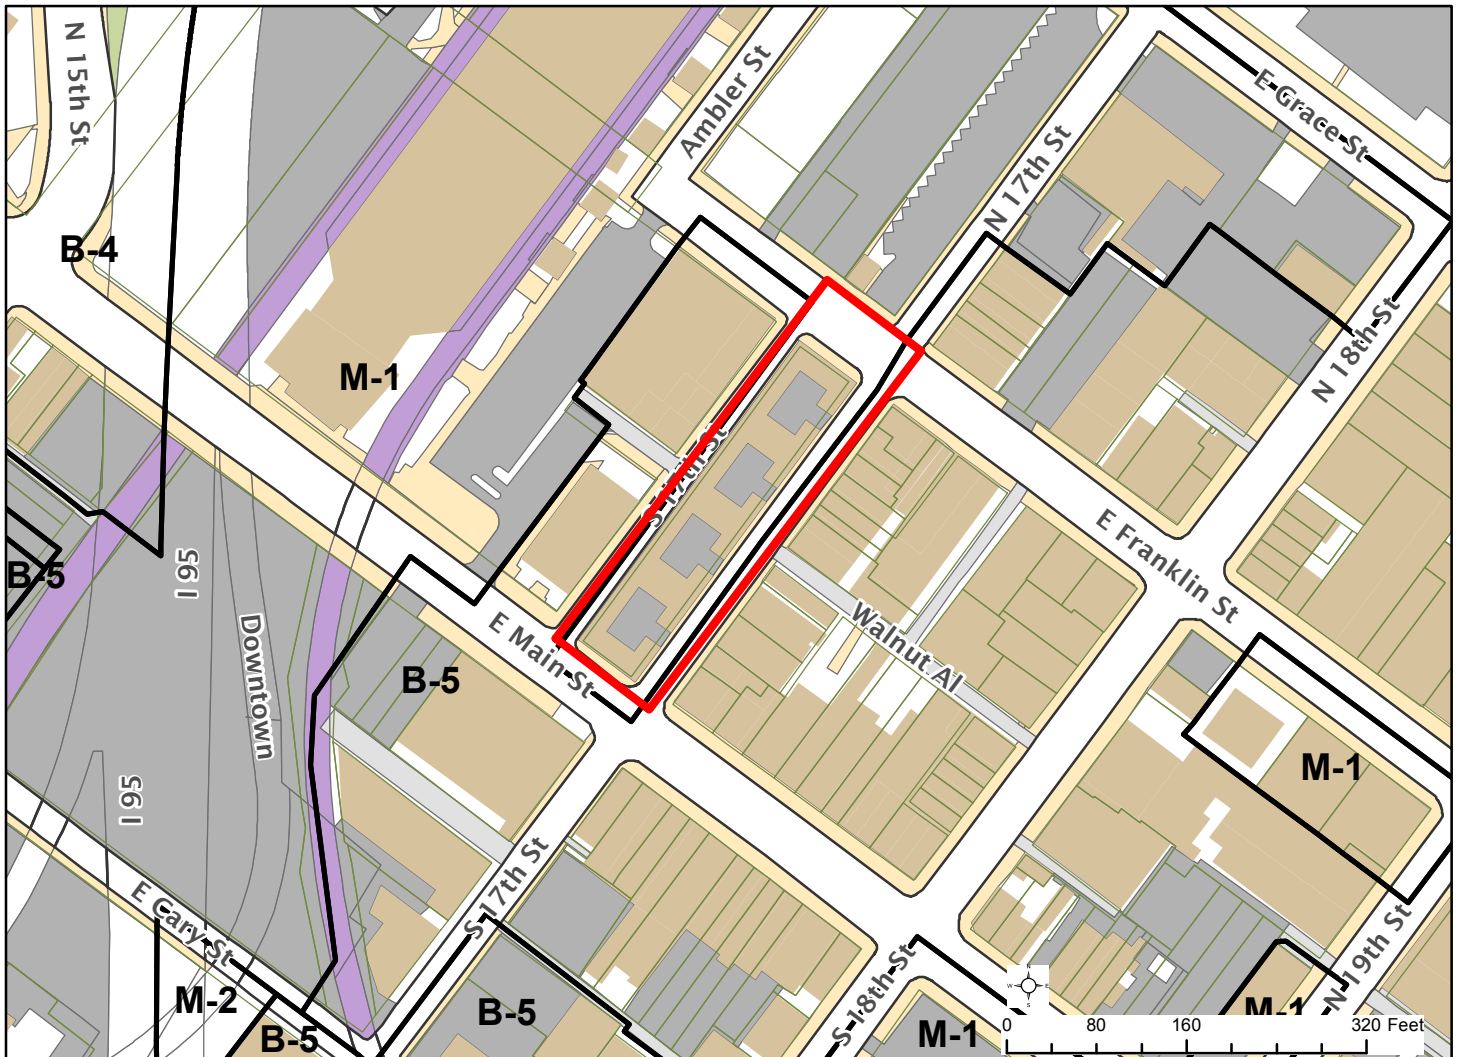 N 15th St
Ambler St
E Grace St
N 17th St
B-4
N 18th St
M-1
S 17th St
E Franklin St
B-5
I 95
Downtown
E Main St
Walnut Al
B-5
M-1
I 95
S 17th St
E Cary St
N 19th St
S 18th St
M-2
B-5
B-5
M-1
M-1
N
W E
S
0 80 160 320 Feet